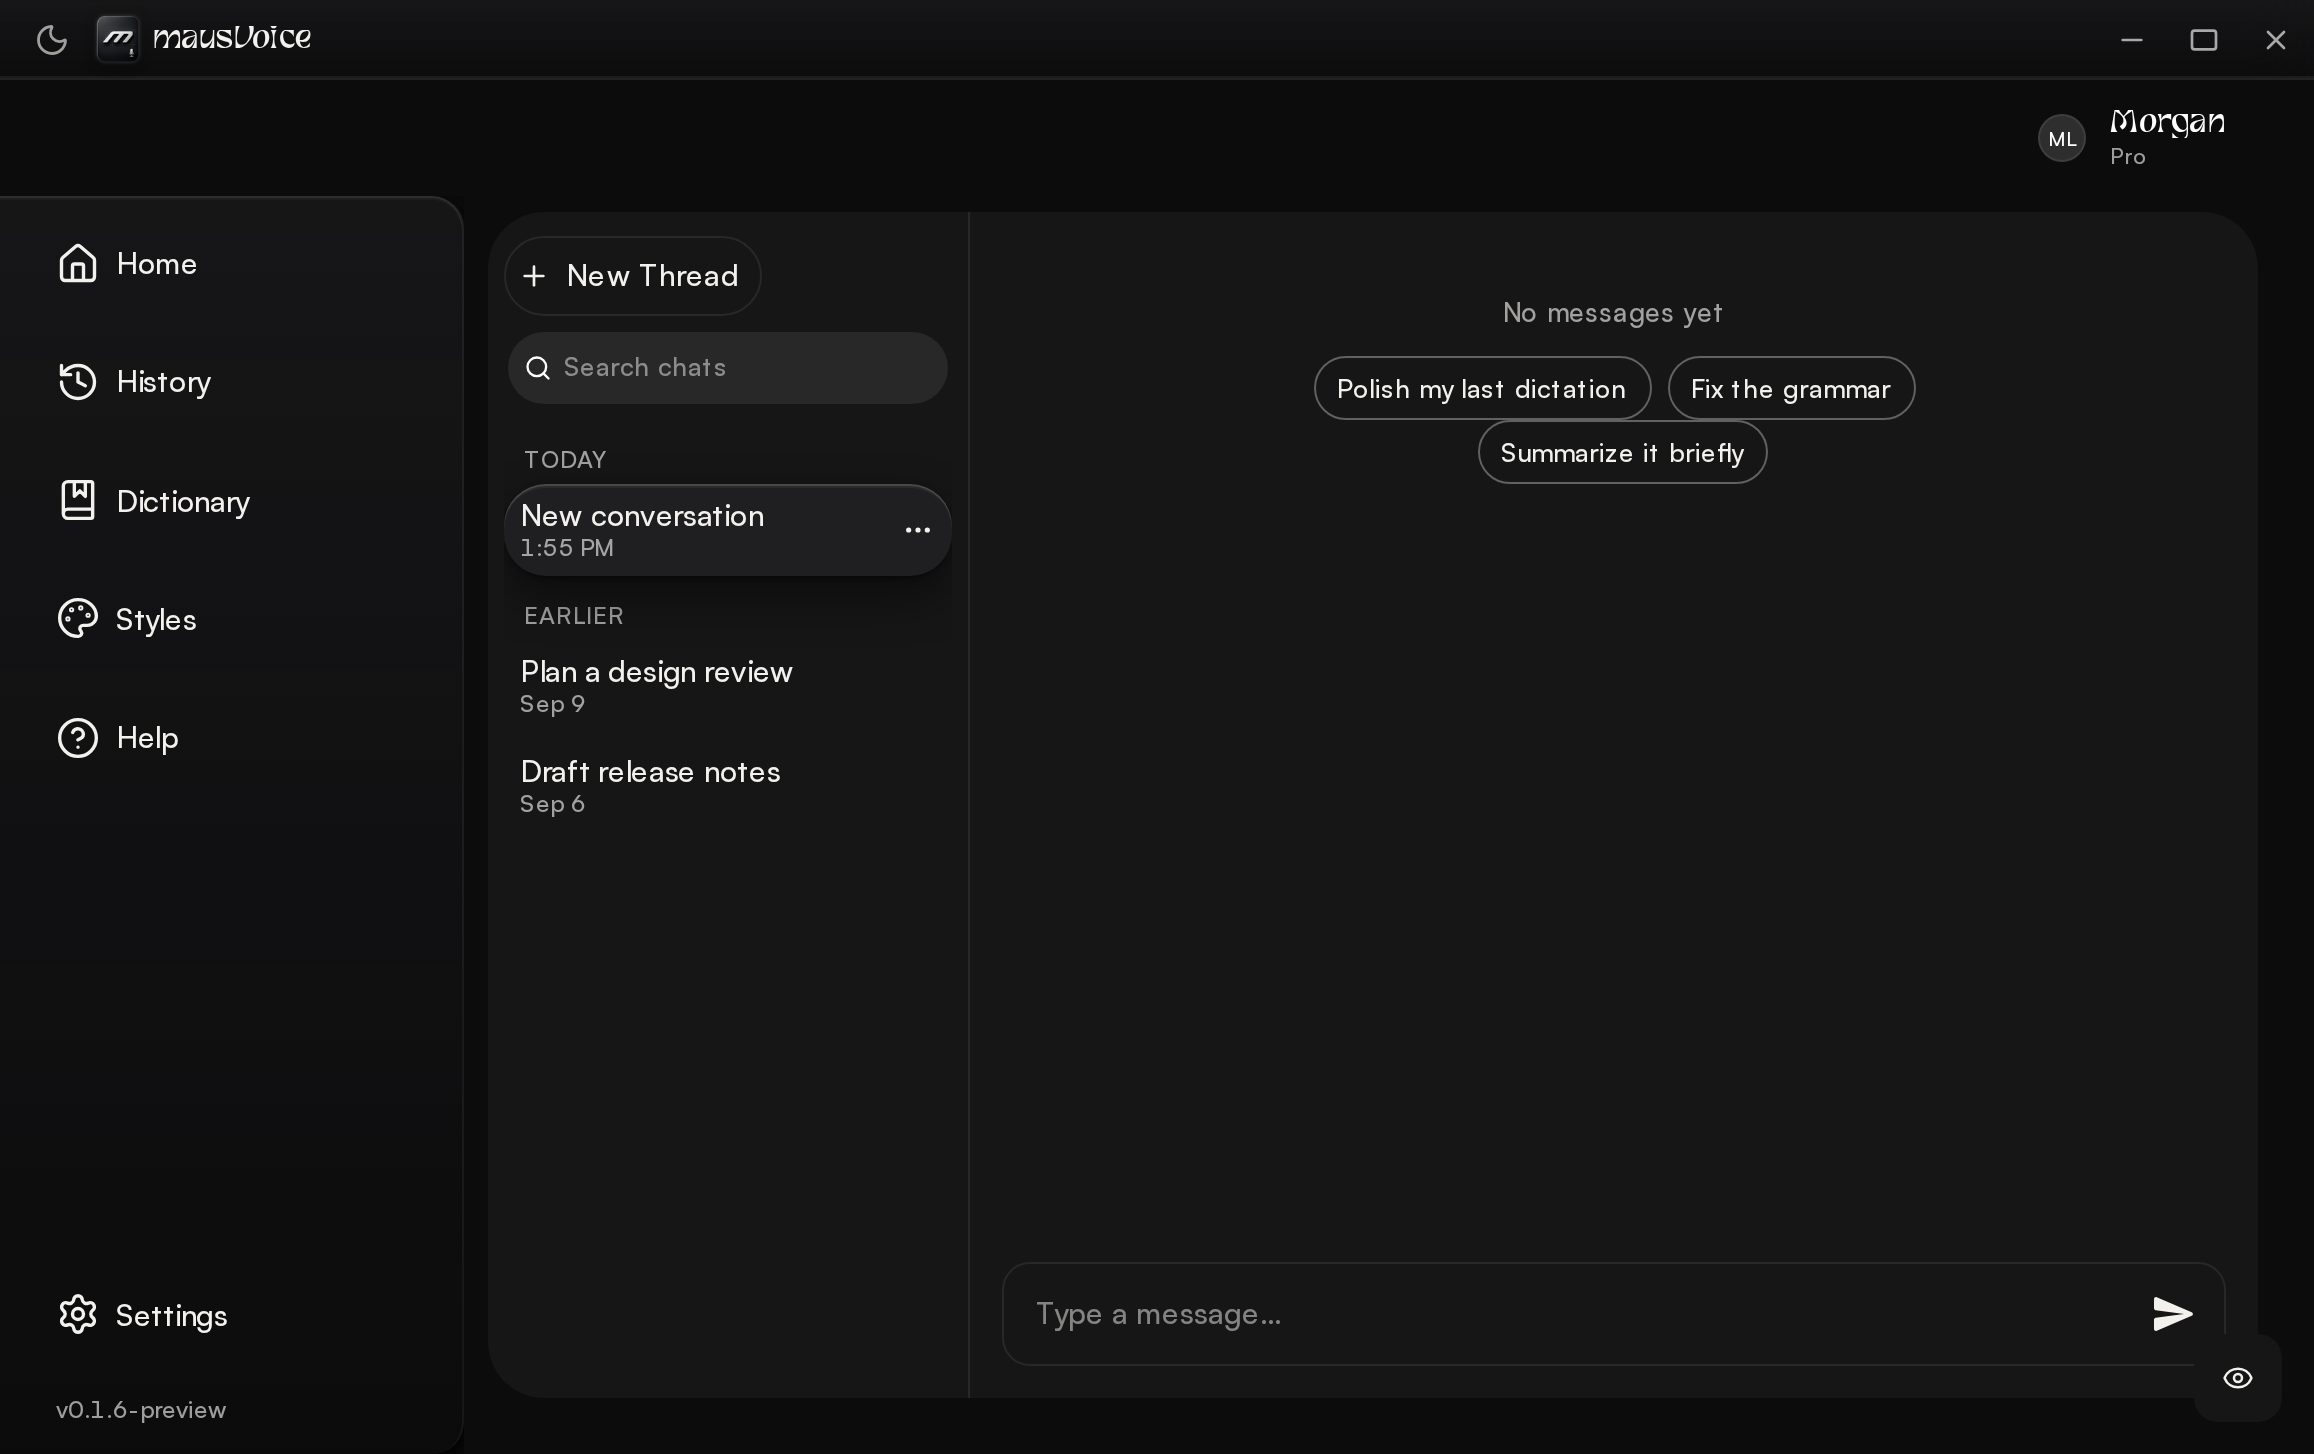 mausVoice
ML
Morgan
Pro
Home
History
Dictionary
Styles
Help
Settings
v0.1.6-preview
New Thread
Search chats
TODAY
New conversation
1:55 PM
EARLIER
Plan a design review
Sep 9
Draft release notes
Sep 6
No messages yet
Polish my last dictation
Fix the grammar
Summarize it briefly
Type a message...